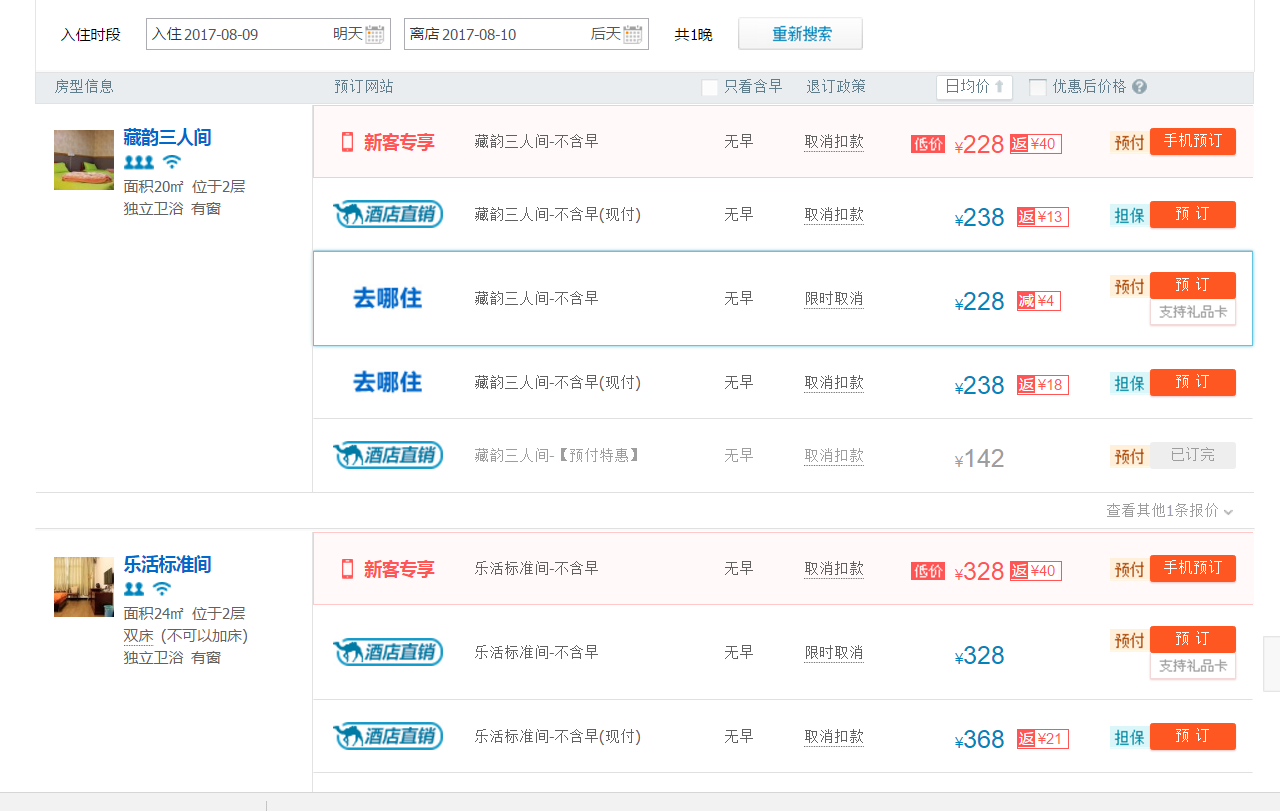 入住时段 入住 2017-08-09 明天 离店 2017-08-10 后天 共1晚 重新搜索
房型信息 预订网站 只看含早 退订政策 日均价 优惠后价格 ?
藏韵三人间
面积20㎡ 位于2层
独立卫浴 有窗
新客专享 藏韵三人间-不含早 无早 取消扣款 低价 ¥228 返 ¥40 预付 手机预订
酒店直销 藏韵三人间-不含早(现付) 无早 取消扣款 ¥238 返 ¥13 担保 预 订
去哪住 藏韵三人间-不含早 无早 限时取消 ¥228 减 ¥4 预付 预 订
支持礼品卡
去哪住 藏韵三人间-不含早(现付) 无早 取消扣款 ¥238 返 ¥18 担保 预 订
酒店直销 藏韵三人间-【预付特惠】 无早 取消扣款 ¥142 预付 已订完
查看其他1条报价
乐活标准间
面积24㎡ 位于2层
双床 (不可以加床)
独立卫浴 有窗
新客专享 乐活标准间-不含早 无早 取消扣款 低价 ¥328 返 ¥40 预付 手机预订
酒店直销 乐活标准间-不含早 无早 限时取消 ¥328 预付 预 订
支持礼品卡
酒店直销 乐活标准间-不含早(现付) 无早 取消扣款 ¥368 返 ¥21 担保 预 订